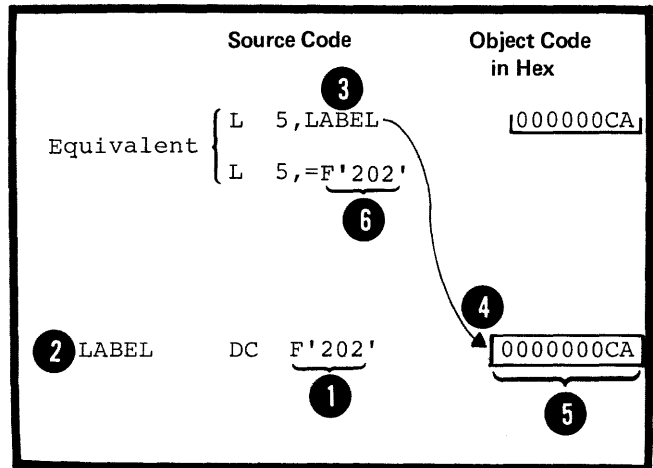 Source Code Object Code
in Hex
3
L 5,LABEL 000000CA
Equivalent
L 5,=F'202'
6
4
2 LABEL DC F'202' 0000000CA
1 5